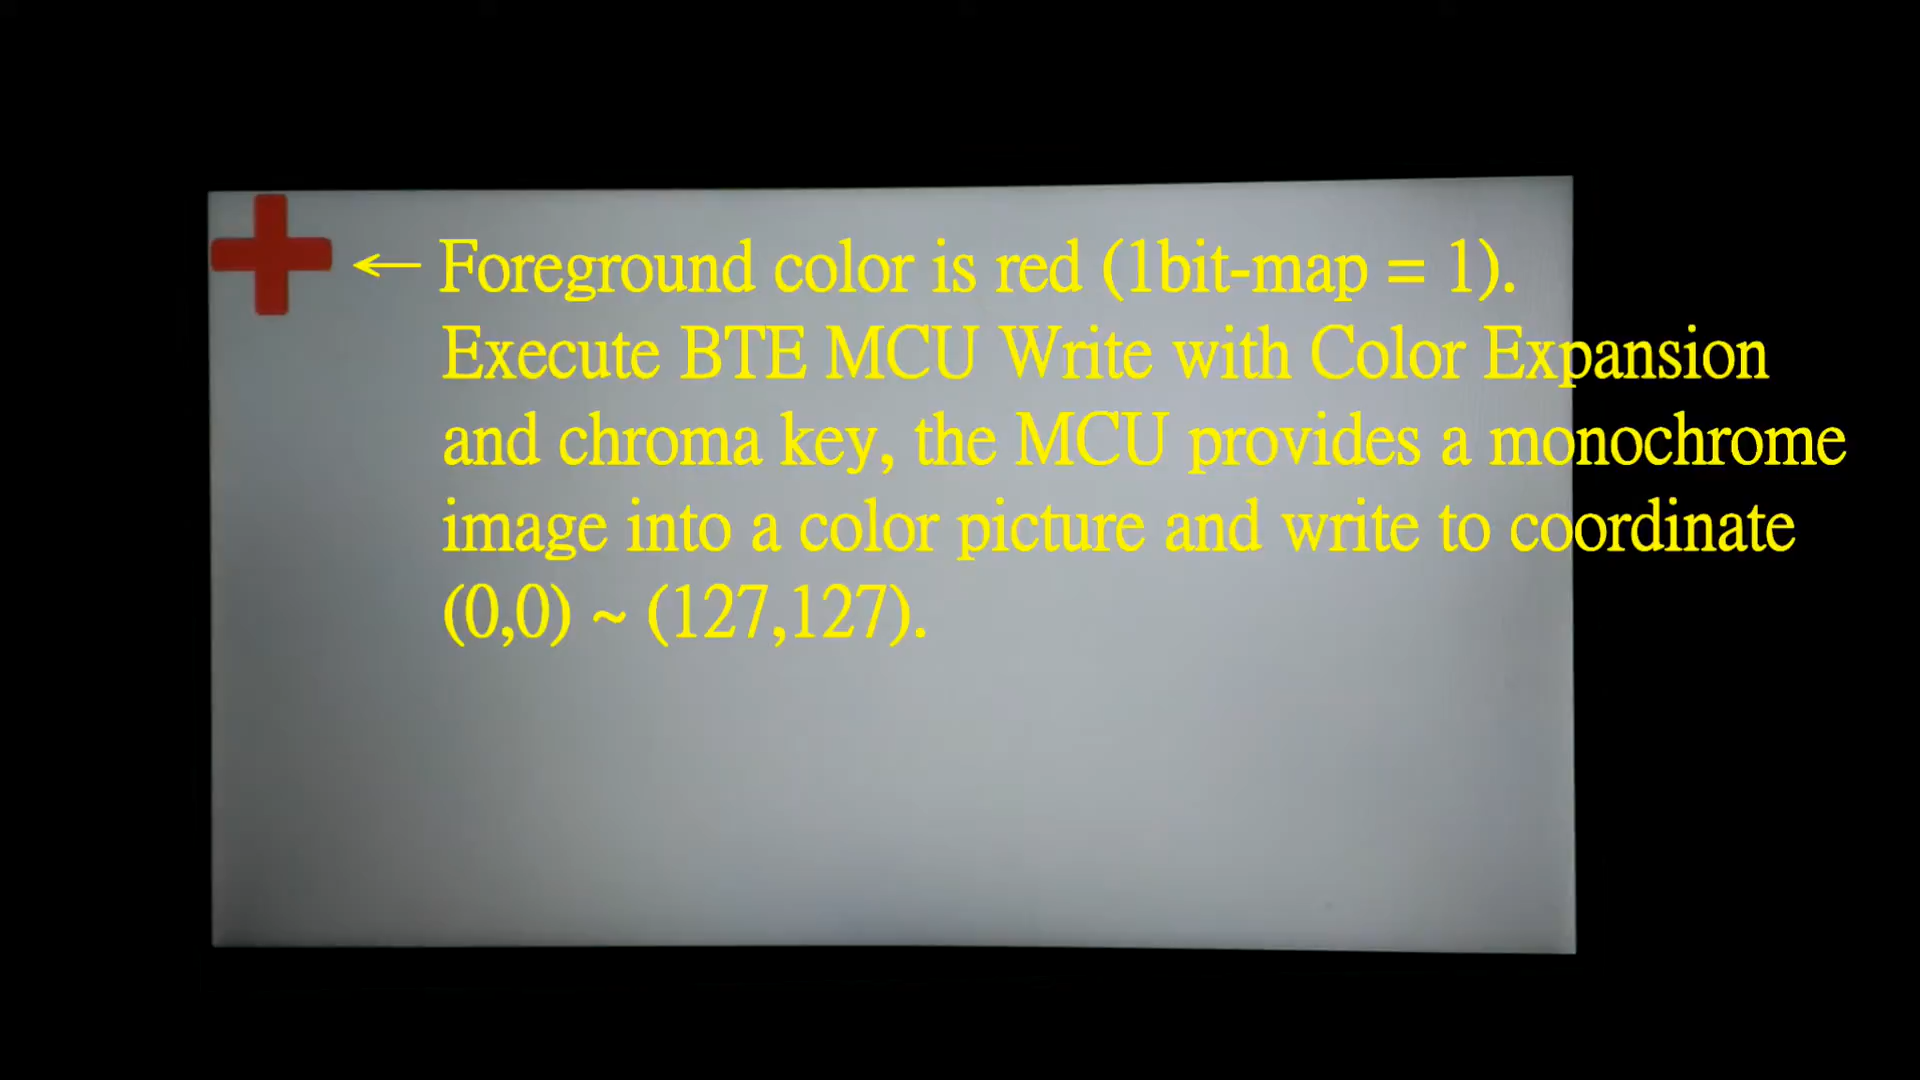 ← Foreground color is red (1bit-map = 1).
Execute BTE MCU Write with Color Expansion
and chroma key, the MCU provides a monochrome
image into a color picture and write to coordinate
(0,0) ~ (127,127).